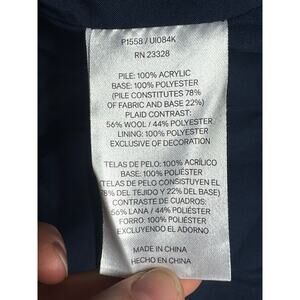 P1558 / UI084K
RN 23328
PILE: 100% ACRYLIC
BASE: 100% POLYESTER
(PILE CONSTITUTES 78%
OF FABRIC AND BASE 22%)
PLAID CONTRAST:
56% WOOL / 44% POLYESTER
LINING: 100% POLYESTER
EXCLUSIVE OF DECORATION
TELAS DE PELO: 100% ACRÍLICO
BASE: 100% POLIÉSTER
TELAS DE PELO CONSISTUYEN EL
78% DEL TEJIDO Y 22% DEL BASE)
CONTRASTE DE CUADROS:
56% LANA / 44% POLIÉSTER
FORRO: 100% POLIÉSTER
EXCLUYENDO EL ADORNO
MADE IN CHINA
HECHO EN CHINA